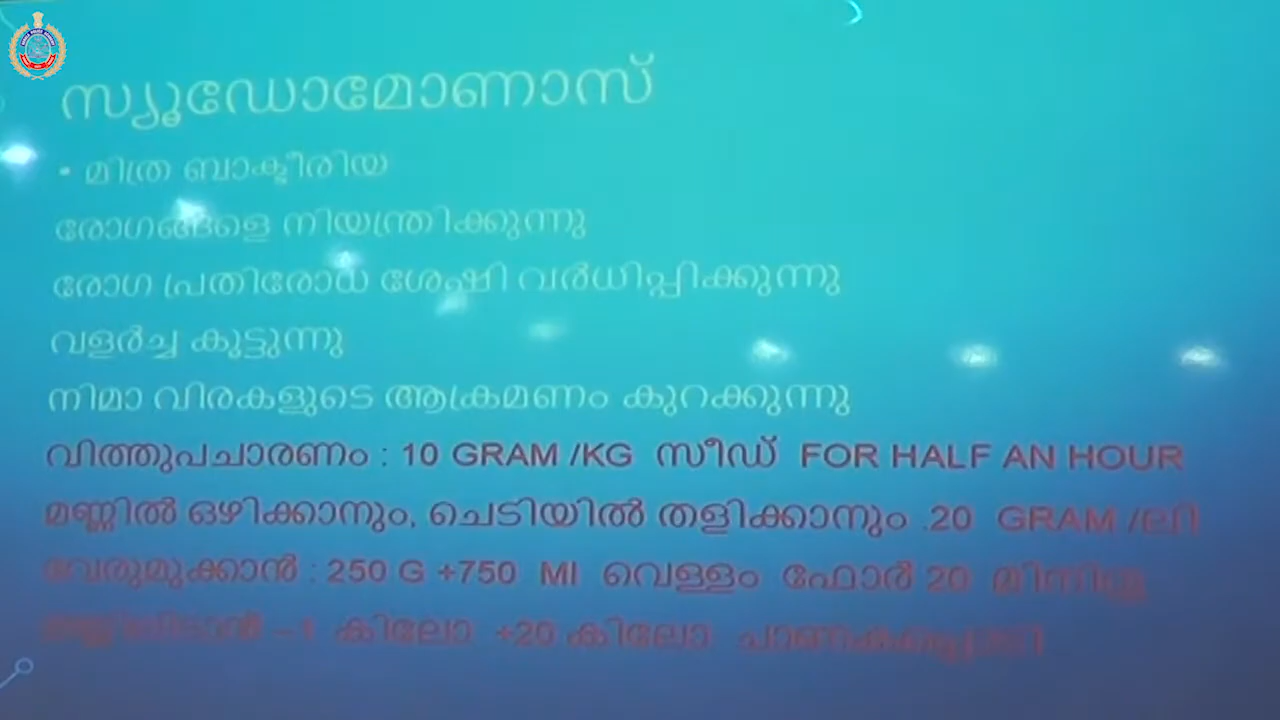 സ്യൂഡോമോണാസ്
• മിത്ര ബാക്ടീരിയ
രോഗങ്ങളെ നിയന്ത്രിക്കുന്നു
രോഗ പ്രതിരോധ ശേഷി വർധിപ്പിക്കുന്നു
വളർച്ച കൂട്ടുന്നു
നിമാ വിരകളുടെ ആക്രമണം കുറക്കുന്നു
വിത്തുപചാരണം : 10 GRAM /KG സീഡ് FOR HALF AN HOUR
മണ്ണിൽ ഒഴിക്കാനും, ചെടിയിൽ തളിക്കാനും .20 GRAM /ലി
വേരുമുക്കാൻ : 250 G +750 Ml വെള്ളം ഫോർ 20 മിനിറ്റു
– 1 കിലോ +20 കിലോ